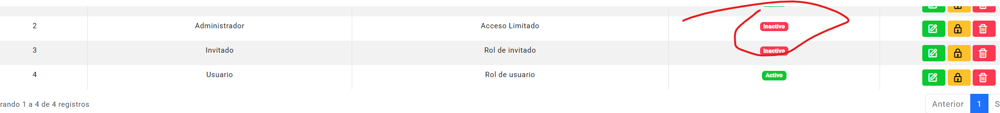 2 Administrador Acceso Limitado Inactivo
3 Invitado Rol de invitado Inactivo
4 Usuario Rol de usuario Activo
rando 1 a 4 de 4 registros Anterior 1 S